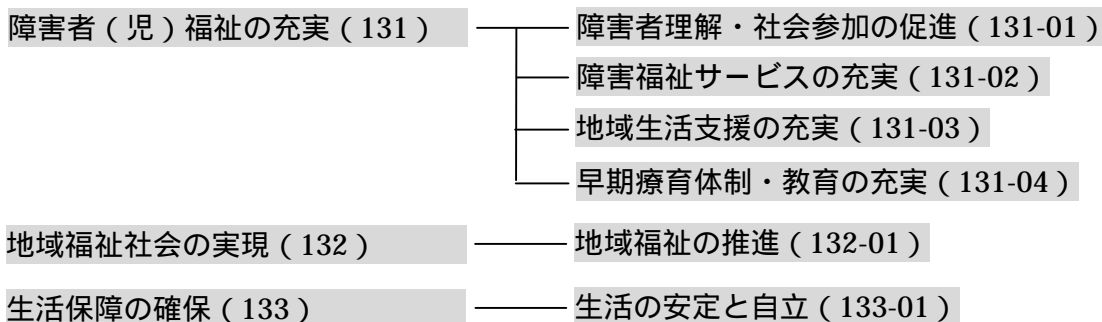 障害者（児）福祉の充実（131） 障害者理解・社会参加の促進（131-01）
障害福祉サービスの充実（131-02）
地域生活支援の充実（131-03）
早期療育体制・教育の充実（131-04）
地域福祉社会の実現（132） 地域福祉の推進（132-01）
生活保障の確保（133） 生活の安定と自立（133-01）